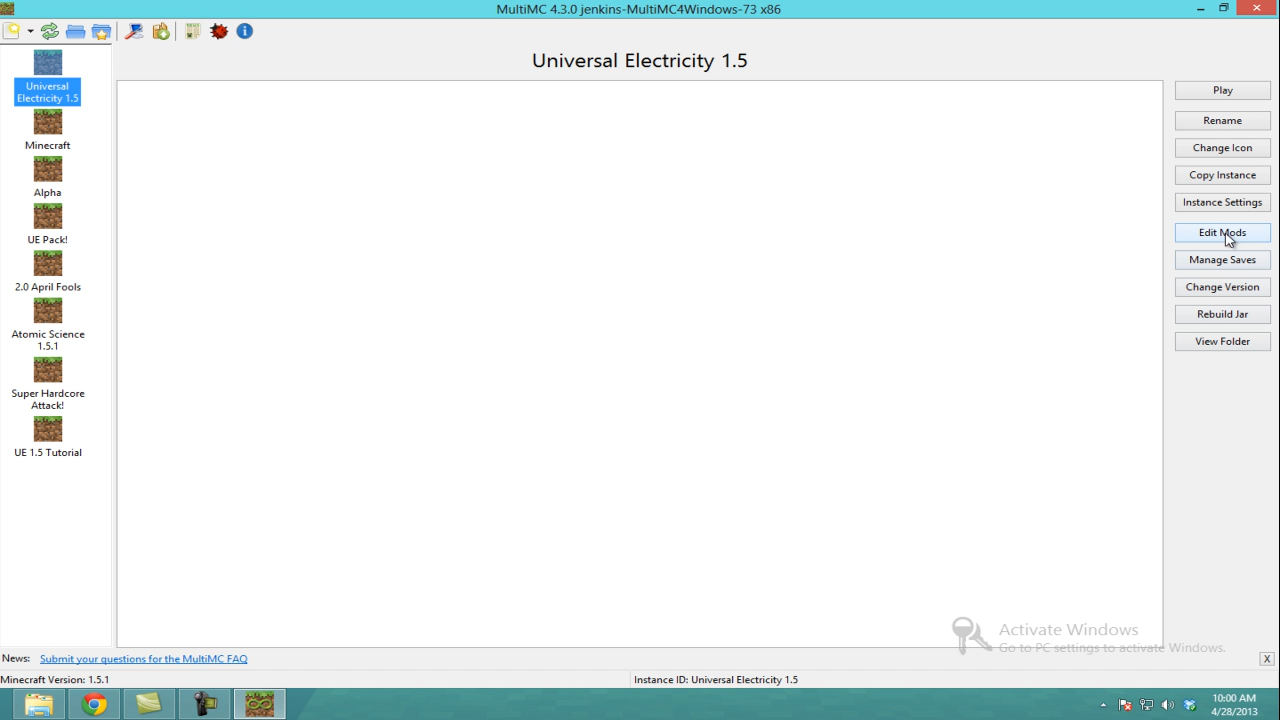 MultiMC 4.3.0 jenkins-MultiMC4Windows-73 x86
Universal Electricity 1.5
Universal
Electricity 1.5
Minecraft
Alpha
UE Pack!
2.0 April Fools
Atomic Science
1.5.1
Super Hardcore
Attack!
UE 1.5 Tutorial
Play
Rename
Change Icon
Copy Instance
Instance Settings
Edit Mods
Manage Saves
Change Version
Rebuild Jar
View Folder
Activate Windows
Go to PC settings to activate Windows.
News: Submit your questions for the MultiMC FAQ
X
Minecraft Version: 1.5.1
Instance ID: Universal Electricity 1.5
10:00 AM
4/28/2013